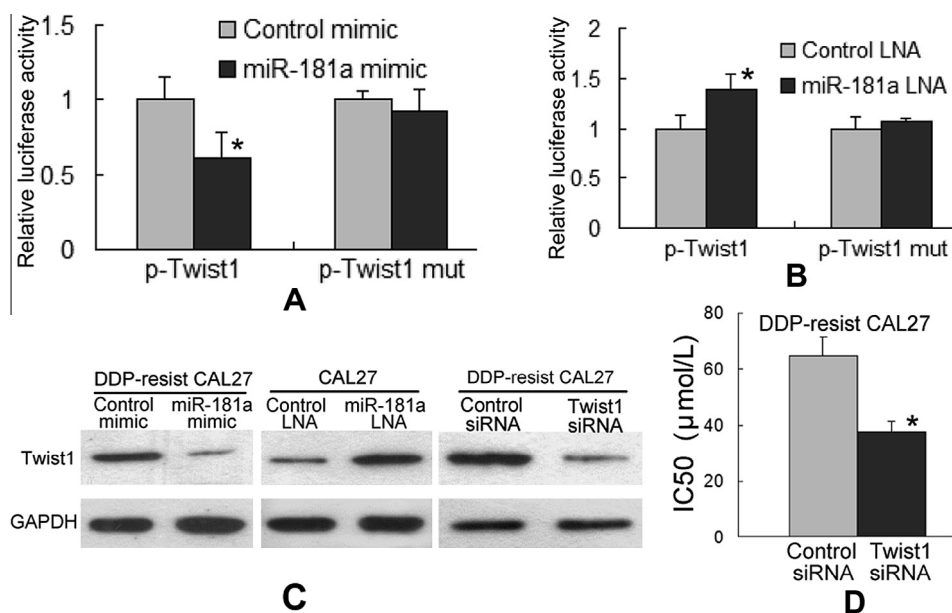 Relative luciferase activity
1.5
1
0.5
0
Control mimic
miR-181a mimic
*
p-Twist1
p-Twist1 mut
A
Relative luciferase activity
2
1.5
1
0.5
0
Control LNA
miR-181a LNA
*
p-Twist1
p-Twist1 mut
B
DDP-resist CAL27
Control
mimic
miR-181a
mimic
CAL27
Control
LNA
miR-181a
LNA
DDP-resist CAL27
Control
siRNA
Twist1
siRNA
Twist1
GAPDH
C
IC50 (μmol/L)
80
60
40
20
0
DDP-resist CAL27
*
Control
siRNA
Twist1
siRNA
D